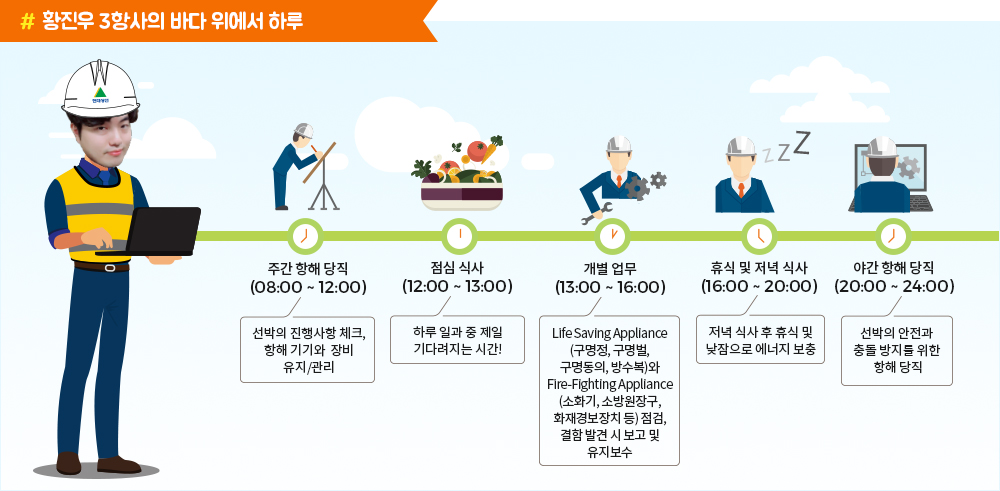 # 황진우 3항사의 바다 위에서 하루
현대상선
Z Z Z
주간 항해 당직
(08:00 ~ 12:00)
선박의 진행사항 체크,
항해 기기와 장비
유지/관리
점심 식사
(12:00 ~ 13:00)
하루 일과 중 제일
기다려지는 시간!
개별 업무
(13:00 ~ 16:00)
Life Saving Appliance
(구명정, 구명벌,
구명동의, 방수복)와
Fire-Fighting Appliance
(소화기, 소방원장구,
화재경보장치 등) 점검,
결함 발견 시 보고 및
유지보수
휴식 및 저녁 식사
(16:00 ~ 20:00)
저녁 식사 후 휴식 및
낮잠으로 에너지 보충
야간 항해 당직
(20:00 ~ 24:00)
선박의 안전과
충돌 방지를 위한
항해 당직